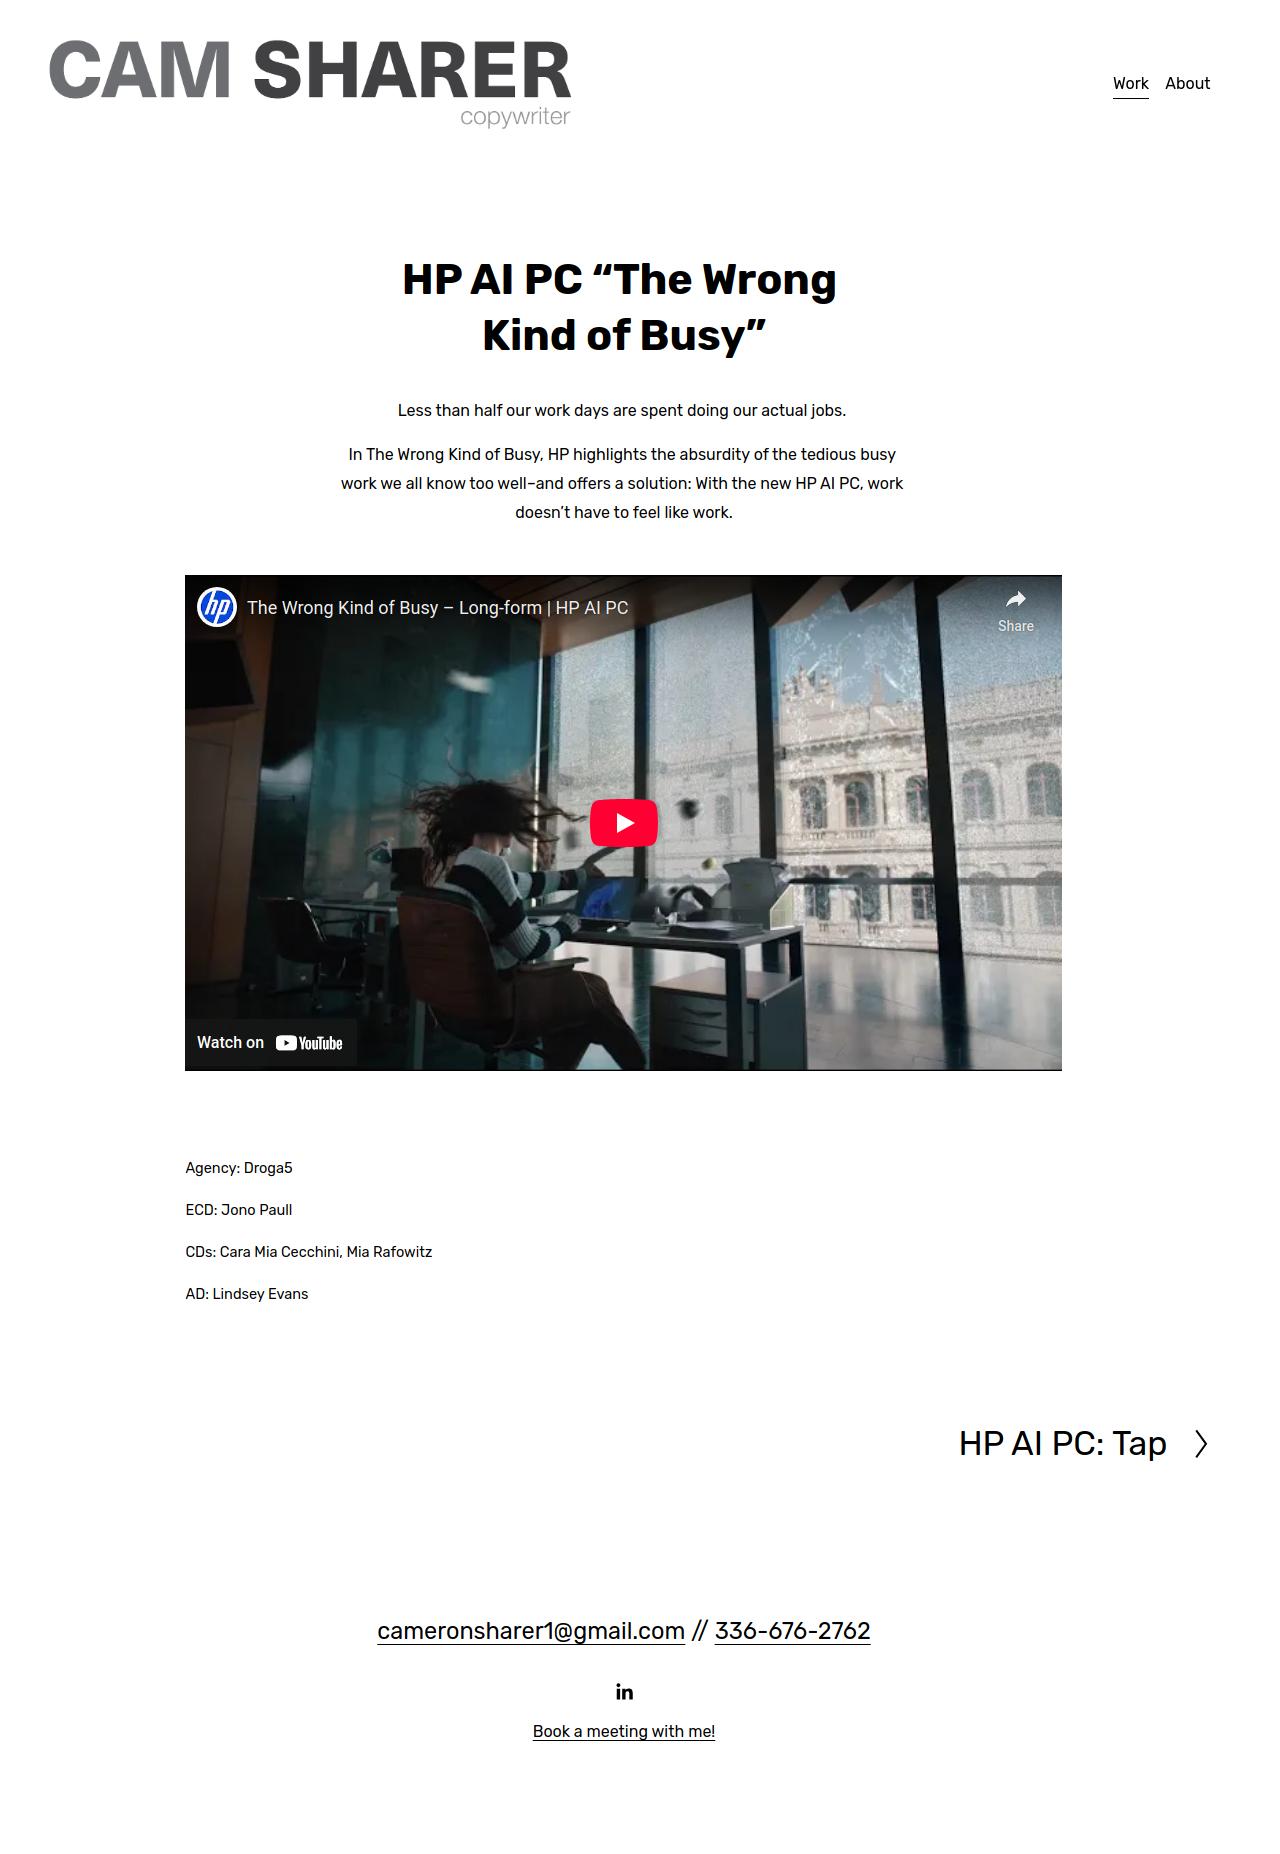 CAM SHARER
copywriter
Work About
HP AI PC “The Wrong
Kind of Busy”
Less than half our work days are spent doing our actual jobs.
In The Wrong Kind of Busy, HP highlights the absurdity of the tedious busy
work we all know too well–and offers a solution: With the new HP AI PC, work
doesn’t have to feel like work.
hp The Wrong Kind of Busy – Long-form | HP AI PC
Share
Watch on YouTube
Agency: Droga5
ECD: Jono Paull
CDs: Cara Mia Cecchini, Mia Rafowitz
AD: Lindsey Evans
HP AI PC: Tap
cameronsharer1@gmail.com // 336-676-2762
in
Book a meeting with me!